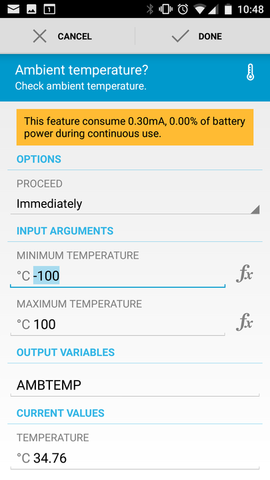 10:48
CANCEL
DONE
Ambient temperature?
Check ambient temperature.
This feature consume 0.30mA, 0.00% of battery
power during continuous use.
OPTIONS
PROCEED
Immediately
INPUT ARGUMENTS
MINIMUM TEMPERATURE
°C -100
fx
MAXIMUM TEMPERATURE
°C 100
fx
OUTPUT VARIABLES
AMBTEMP
CURRENT VALUES
TEMPERATURE
°C 34.76